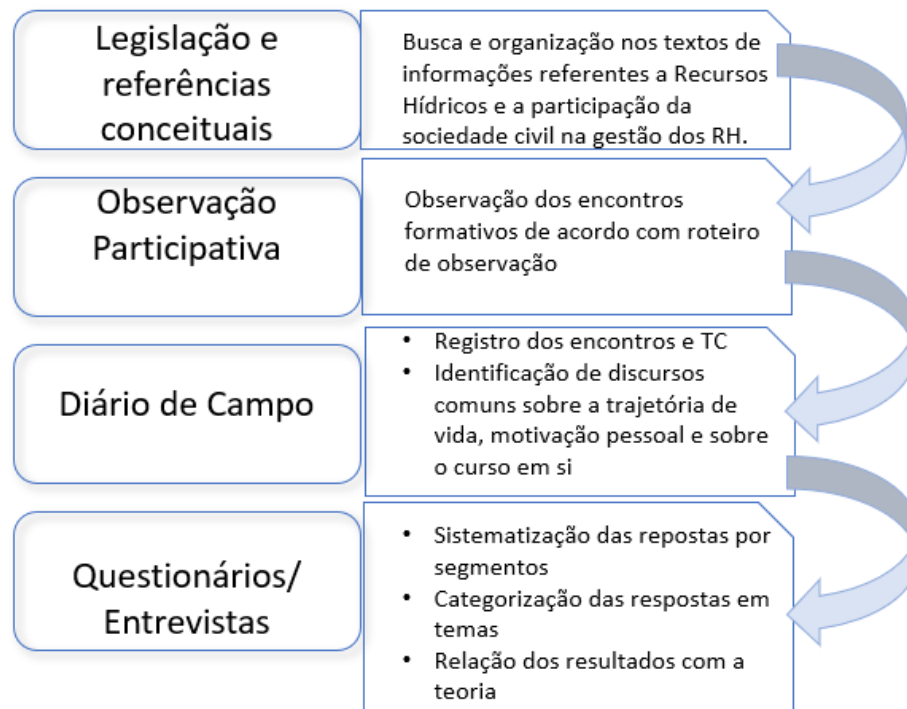 Legislação e
referências
conceituais
Busca e organização nos textos de
informações referentes a Recursos
Hídricos e a participação da
sociedade civil na gestão dos RH.
Observação
Participativa
Observação dos encontros
formativos de acordo com roteiro
de observação
Diário de Campo
• Registro dos encontros e TC
• Identificação de discursos
comuns sobre a trajetória de
vida, motivação pessoal e sobre
o curso em si
Questionários/
Entrevistas
• Sistematização das repostas por
segmentos
• Categorização das respostas em
temas
• Relação dos resultados com a
teoria